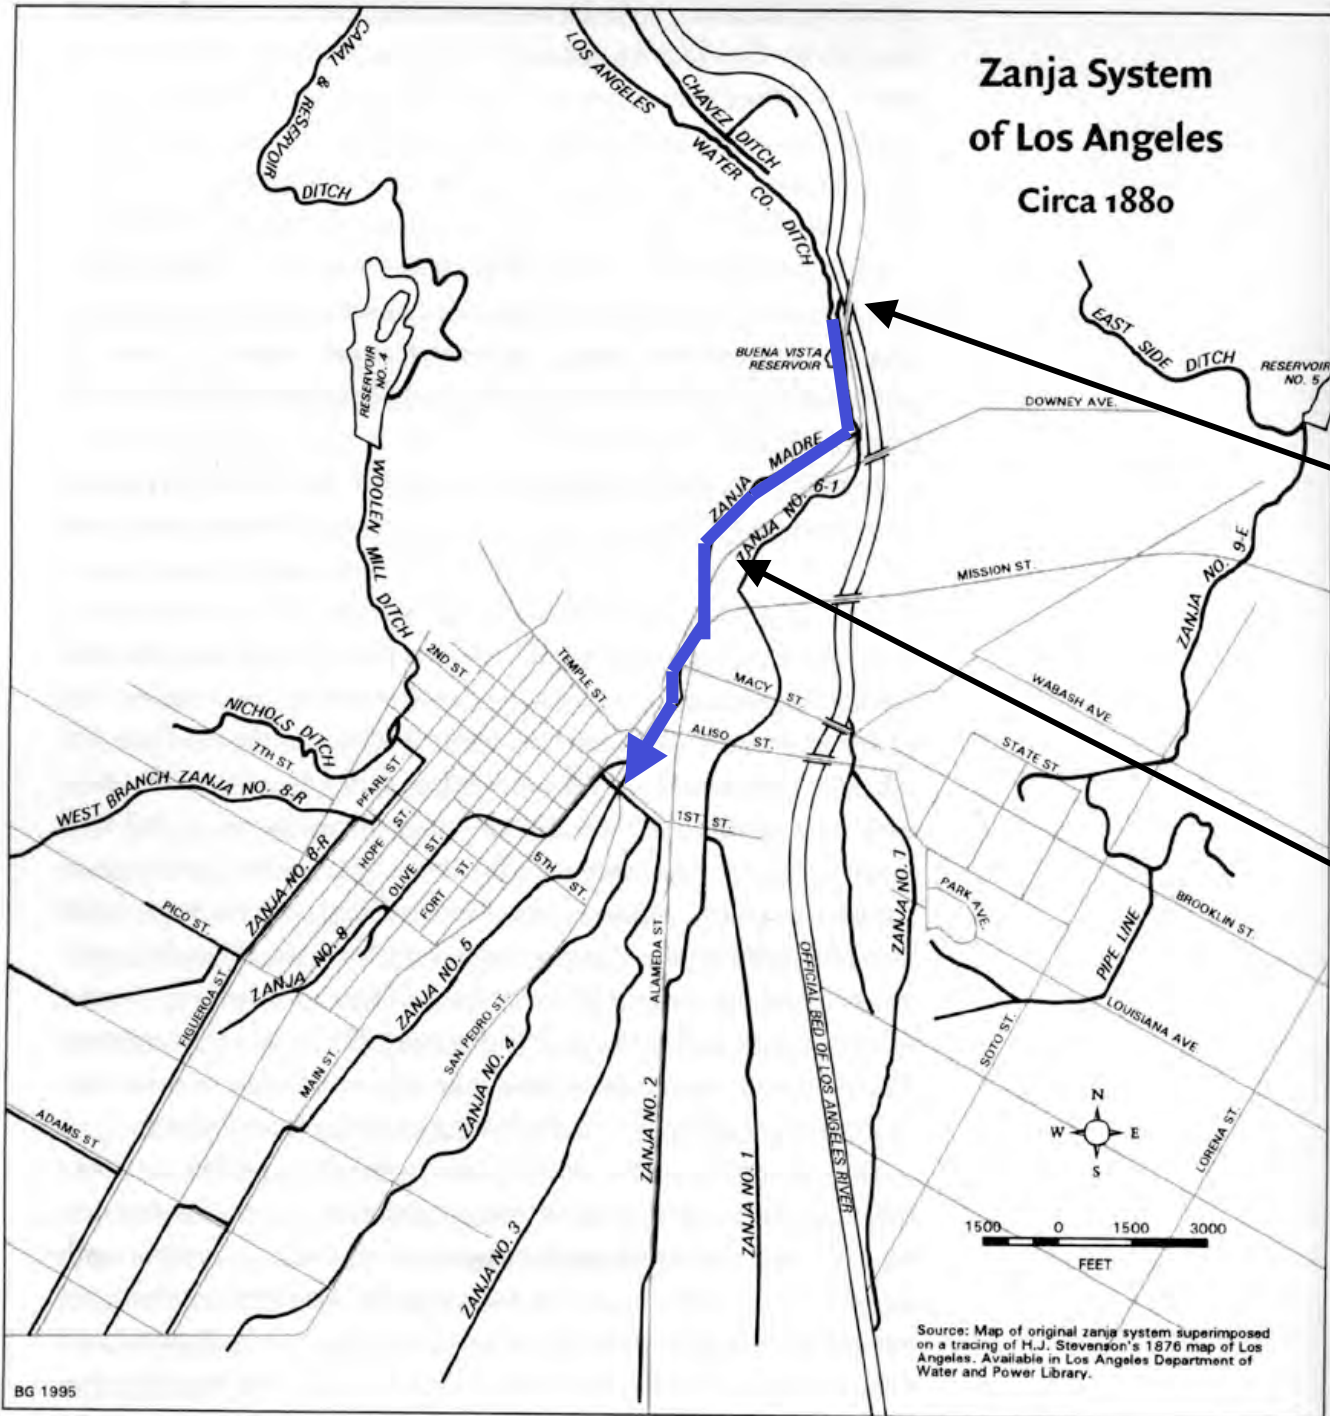 Zanja System
of Los Angeles
Circa 1880
CANAL & RESERVOIR
DITCH
LOS ANGELES
WATER CO. DITCH
CHAVEZ DITCH
RESERVOIR
NO. 4
BUENA VISTA
RESERVOIR
EAST SIDE DITCH
RESERVOIR
NO. 5
DOWNEY AVE.
ZANJA MADRE
ZANJA NO. 6-1
WOOLEN MILL DITCH
MISSION ST.
ZANJA NO. 9-E
2ND ST
TEMPLE ST.
MACY ST.
WABASH AVE
NICHOLS DITCH
7TH ST.
ALISO ST.
STATE ST
WEST BRANCH ZANJA NO. 8-R
PEARL ST.
HOPE ST.
OLIVE ST.
FORT ST.
5TH ST.
1ST ST.
ZANJA NO. 8-R
PICO ST.
ZANJA NO. 8
ZANJA NO. 5
ZANJA NO. 7
PARK AVE.
BROOKLIN ST.
PIPE LINE
LOUISIANA AVE
FIGUEROA ST.
MAIN ST.
SAN PEDRO ST.
ALAMEDA ST.
OFFICIAL BED OF LOS ANGELES RIVER
SOTO ST.
LORENA ST.
ADAMS ST
ZANJA NO. 4
ZANJA NO. 3
ZANJA NO. 2
ZANJA NO. 1
N
W E
S
1500 0 1500 3000
FEET
Source: Map of original zanja system superimposed
on a tracing of H.J. Stevenson's 1876 map of Los
Angeles. Available in Los Angeles Department of
Water and Power Library.
BG 1995